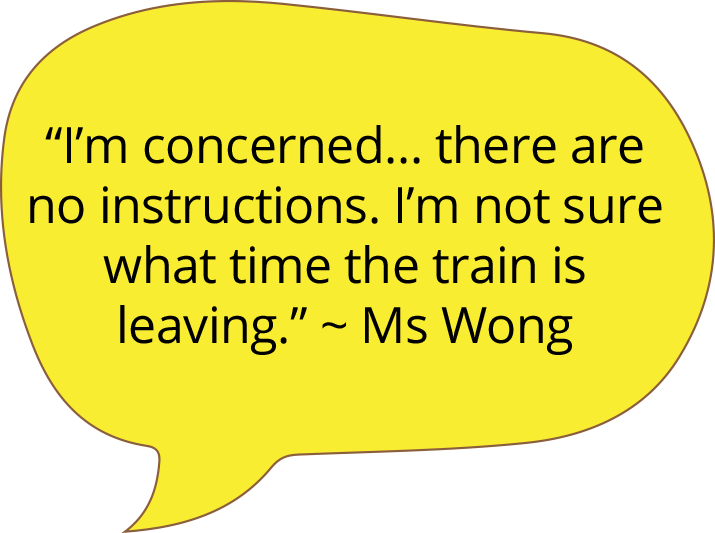 “I’m concerned... there are
no instructions. I’m not sure
what time the train is
leaving.” ~ Ms Wong